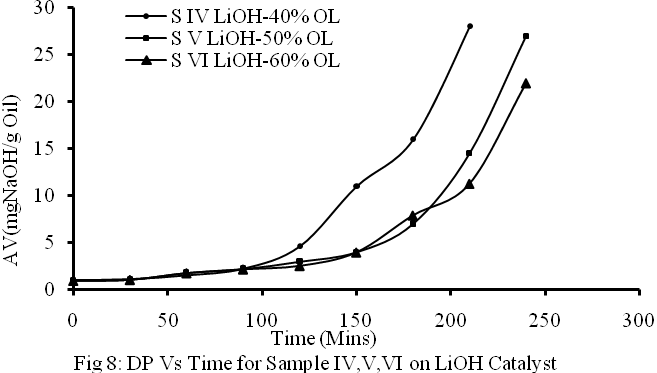 30
25
20
15
10
5
0
AV(mgNaOH/g Oil)
S IV LiOH-40% OL
S V LiOH-50% OL
S VI LiOH-60% OL
0 50 100 150 200 250 300
Time (Mins)
Fig 8: DP Vs Time for Sample IV,V,VI on LiOH Catalyst